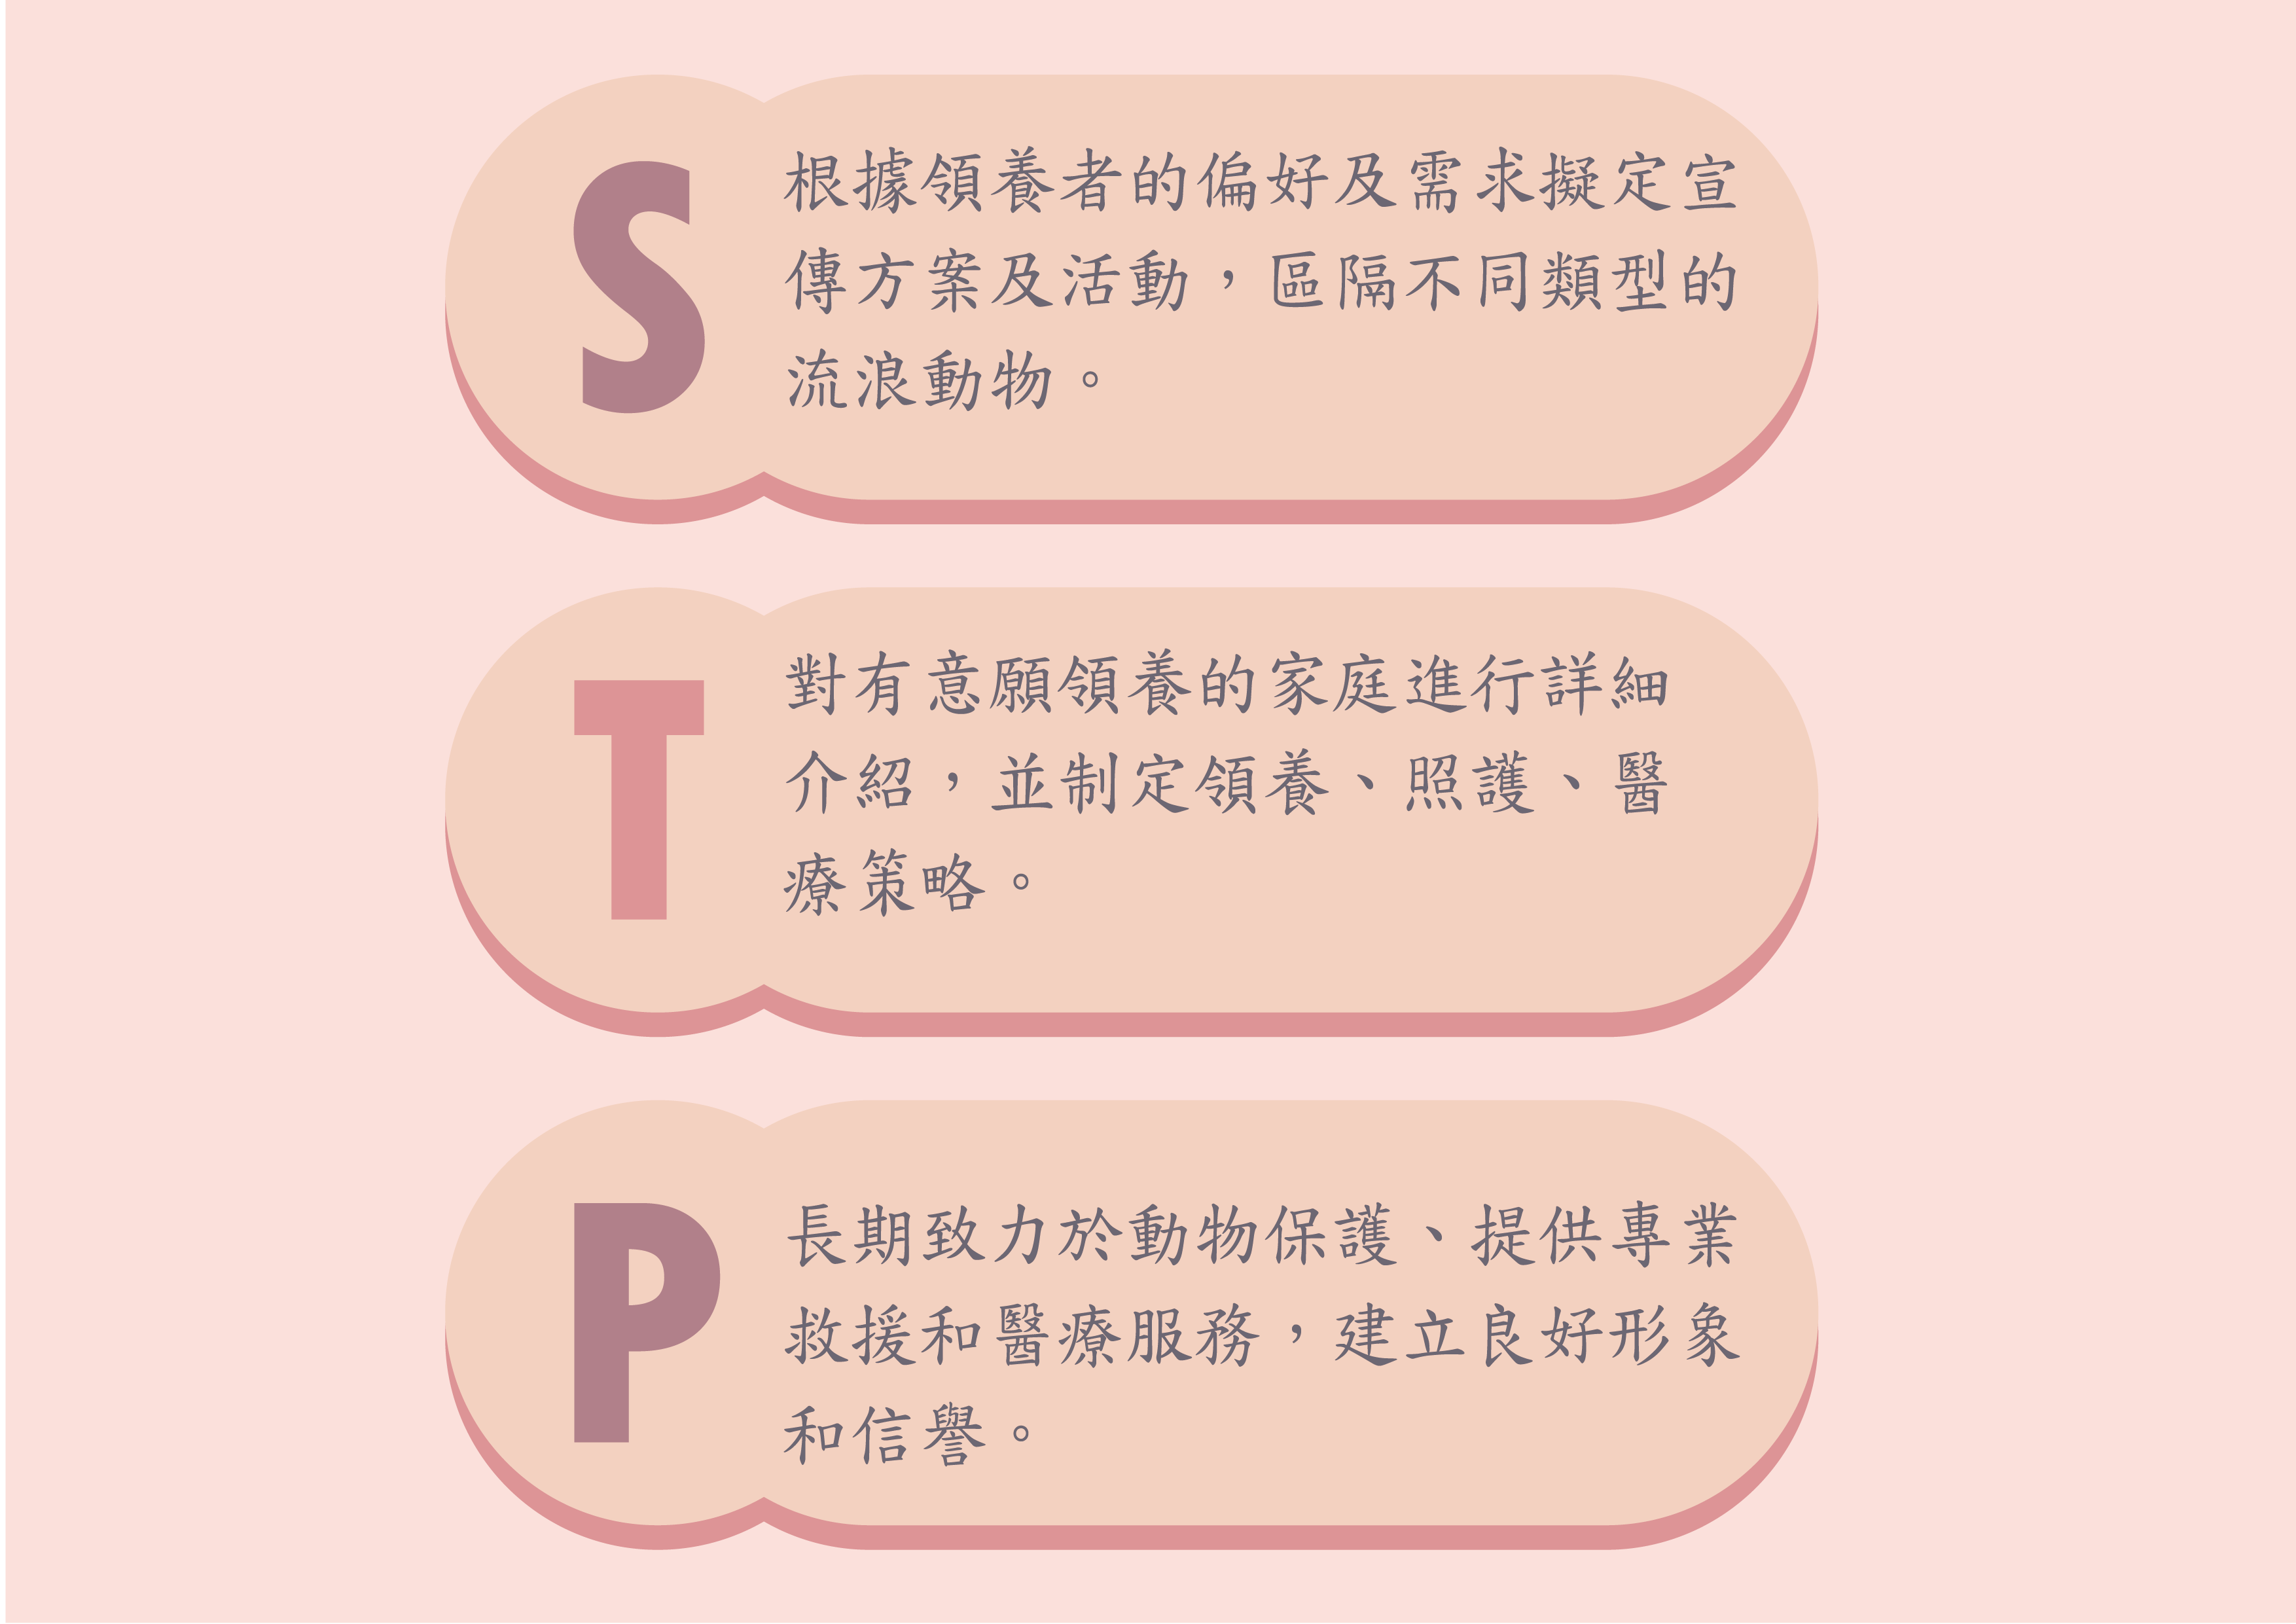 S
根據領養者的偏好及需求擬定宣
傳方案及活動，區隔不同類型的
流浪動物。
T
對有意願領養的家庭進行詳細
介紹，並制定領養、照護、醫
療策略。
P
長期致力於動物保護、提供專業
救援和醫療服務，建立良好形象
和信譽。